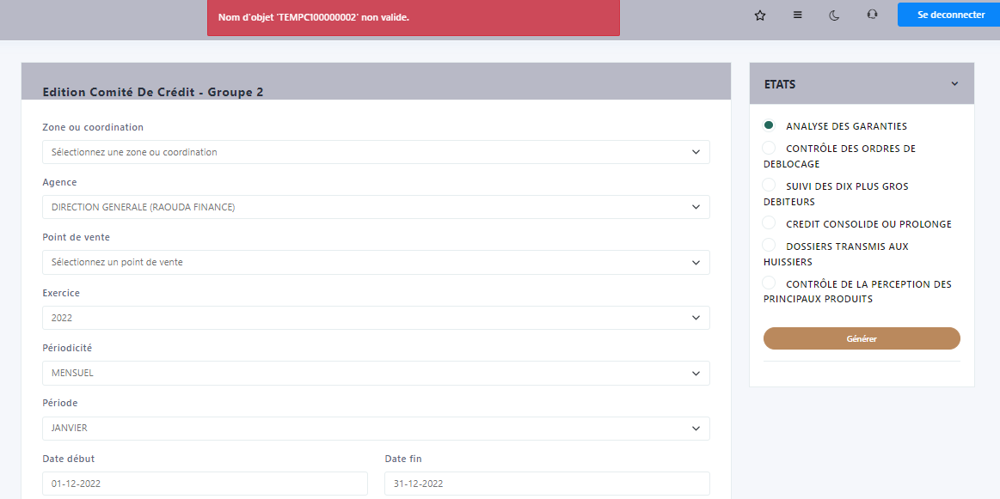 Nom d'objet 'TEMPCI00000002' non valide.
Se deconnecter
Edition Comité De Crédit - Groupe 2
Zone ou coordination
Sélectionnez une zone ou coordination
Agence
DIRECTION GENERALE (RAOUDA FINANCE)
Point de vente
Sélectionnez un point de vente
Exercice
2022
Périodicité
MENSUEL
Période
JANVIER
Date début
Date fin
01-12-2022
31-12-2022
ETATS
ANALYSE DES GARANTIES
CONTRÔLE DES ORDRES DE
DEBLOCAGE
SUIVI DES DIX PLUS GROS
DEBITEURS
CREDIT CONSOLIDE OU PROLONGE
DOSSIERS TRANSMIS AUX
HUISSIERS
CONTRÔLE DE LA PERCEPTION DES
PRINCIPAUX PRODUITS
Générer